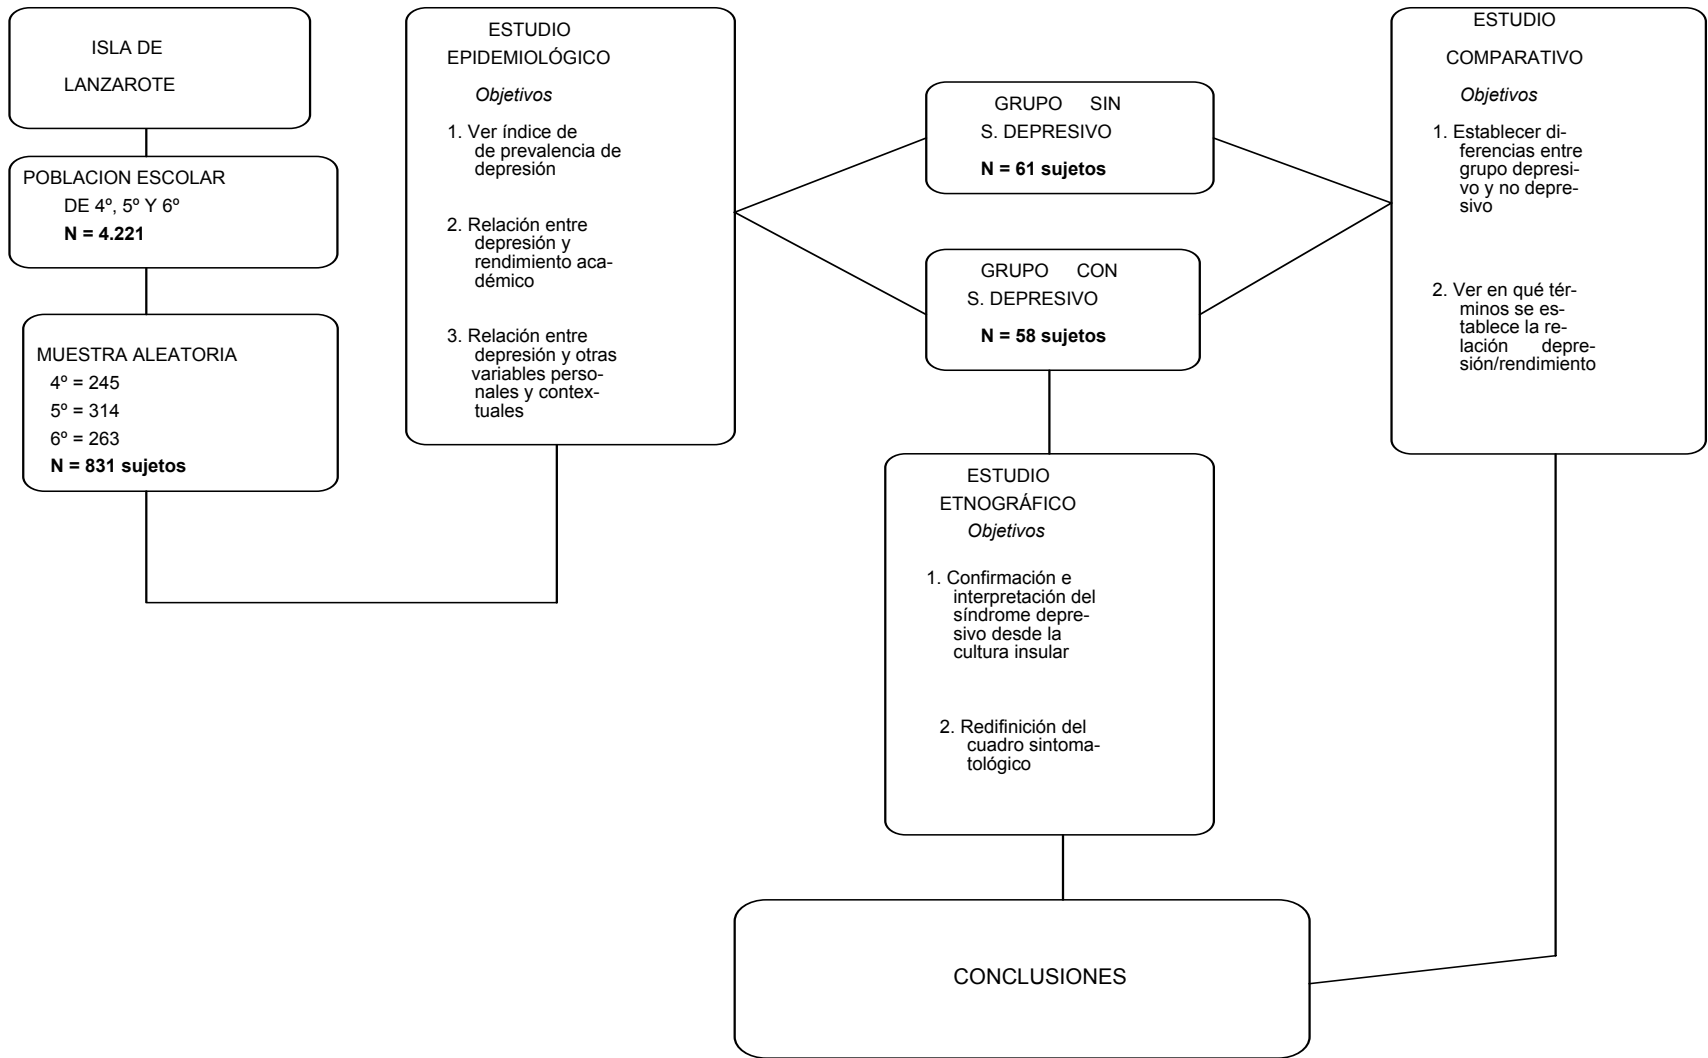 ISLA DE
LANZAROTE
POBLACION ESCOLAR
DE 4º, 5º Y 6º
N = 4.221
MUESTRA ALEATORIA
4º = 245
5º = 314
6º = 263
N = 831 sujetos
ESTUDIO
EPIDEMIOLÓGICO
Objetivos
1. Ver índice de
de prevalencia de
depresión
2. Relación entre
depresión y
rendimiento aca-
démico
3. Relación entre
depresión y otras
variables perso-
nales y contex-
tuales
GRUPO SIN
S. DEPRESIVO
N = 61 sujetos
GRUPO CON
S. DEPRESIVO
N = 58 sujetos
ESTUDIO
ETNOGRÁFICO
Objetivos
1. Confirmación e
interpretación del
síndrome depre-
sivo desde la
cultura insular
2. Redifinición del
cuadro sintoma-
tológico
ESTUDIO
COMPARATIVO
Objetivos
1. Establecer di-
ferencias entre
grupo depresi-
vo y no depre-
sivo
2. Ver en qué tér-
minos se es-
tablece la re-
lación depre-
sión/rendimiento
CONCLUSIONES